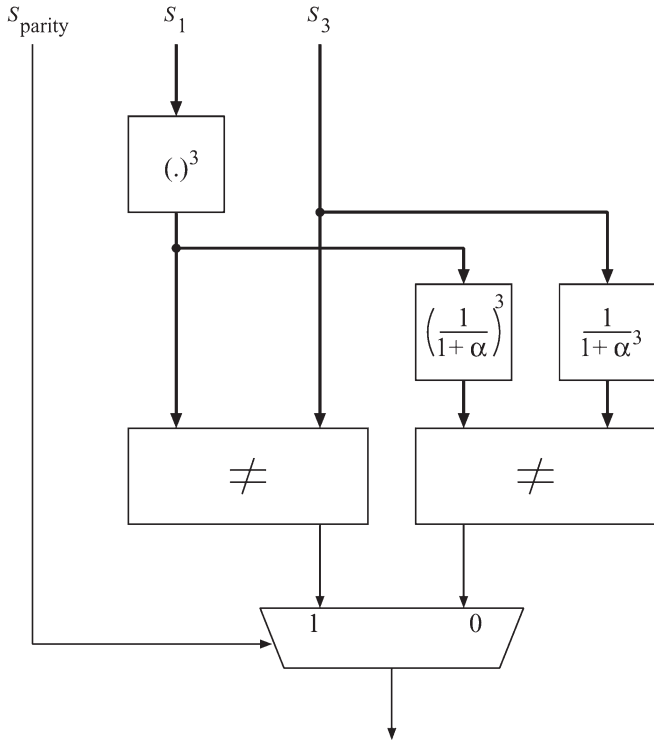 S_parity S_1 S_3
(.)^3
(1/(1+ α))^3 1/(1+ α^3)
≠ ≠
1 0